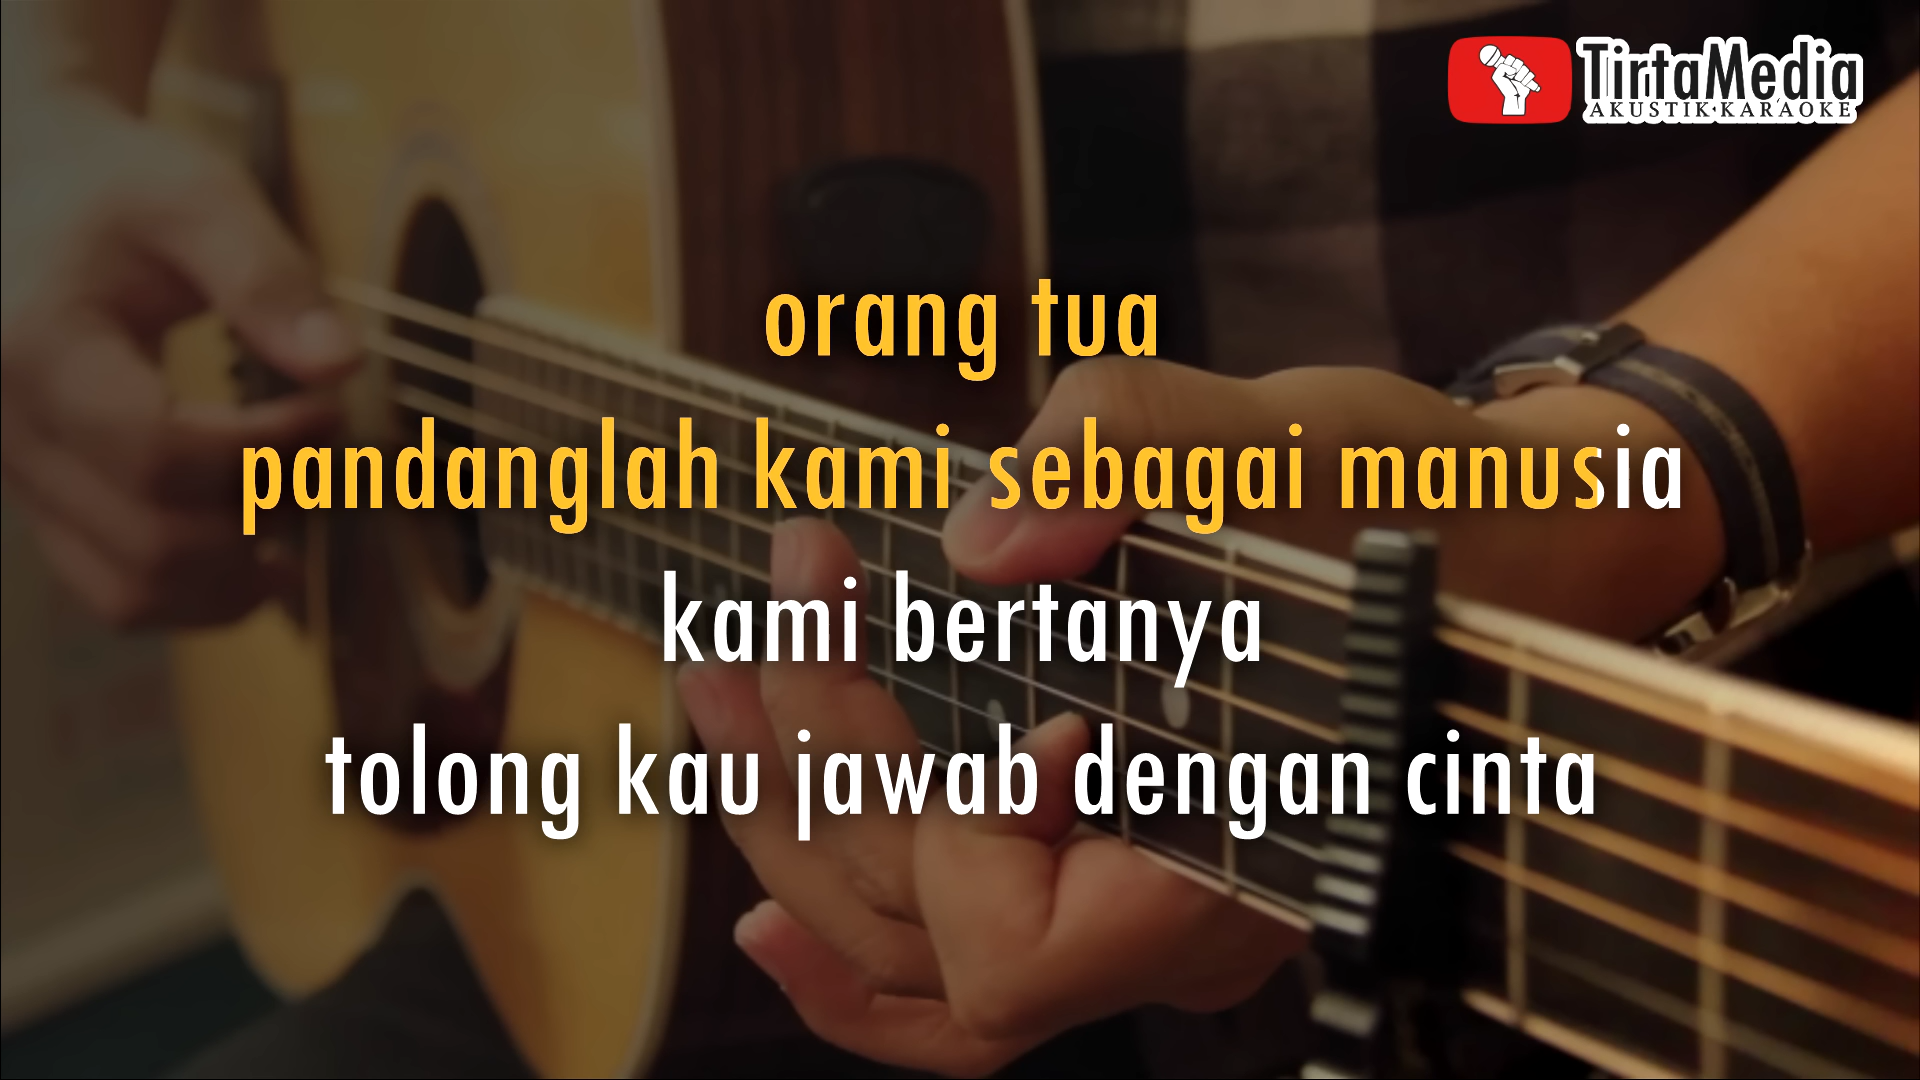 TirtaMedia
AKUSTIK KARAOKE
orang tua
pandanglah kami sebagai manusia
kami bertanya
tolong kau jawab dengan cinta